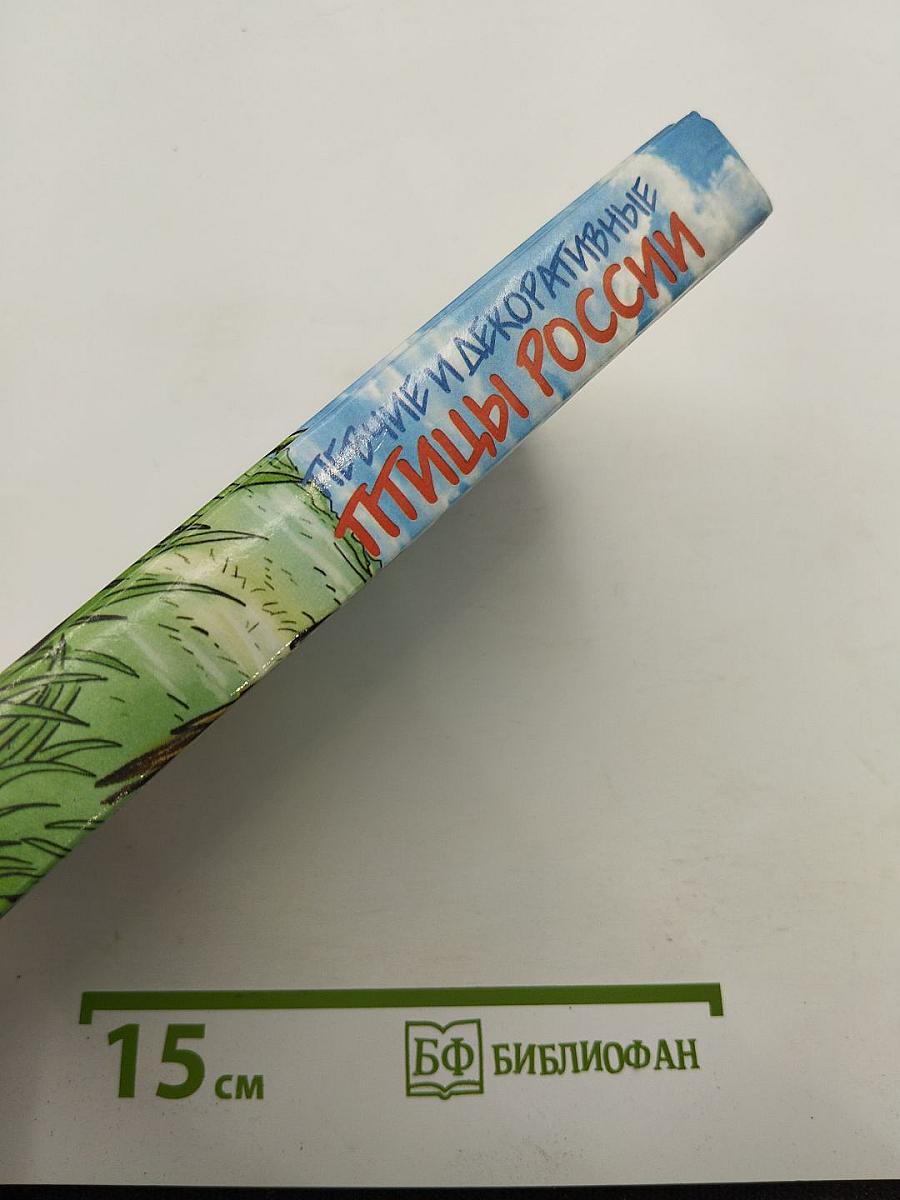 ПЕВЧИЕ И ДЕКОРАТИВНЫЕ
ПТИЦЫ РОССИИ
15 см
БФ БИБЛИОФАН